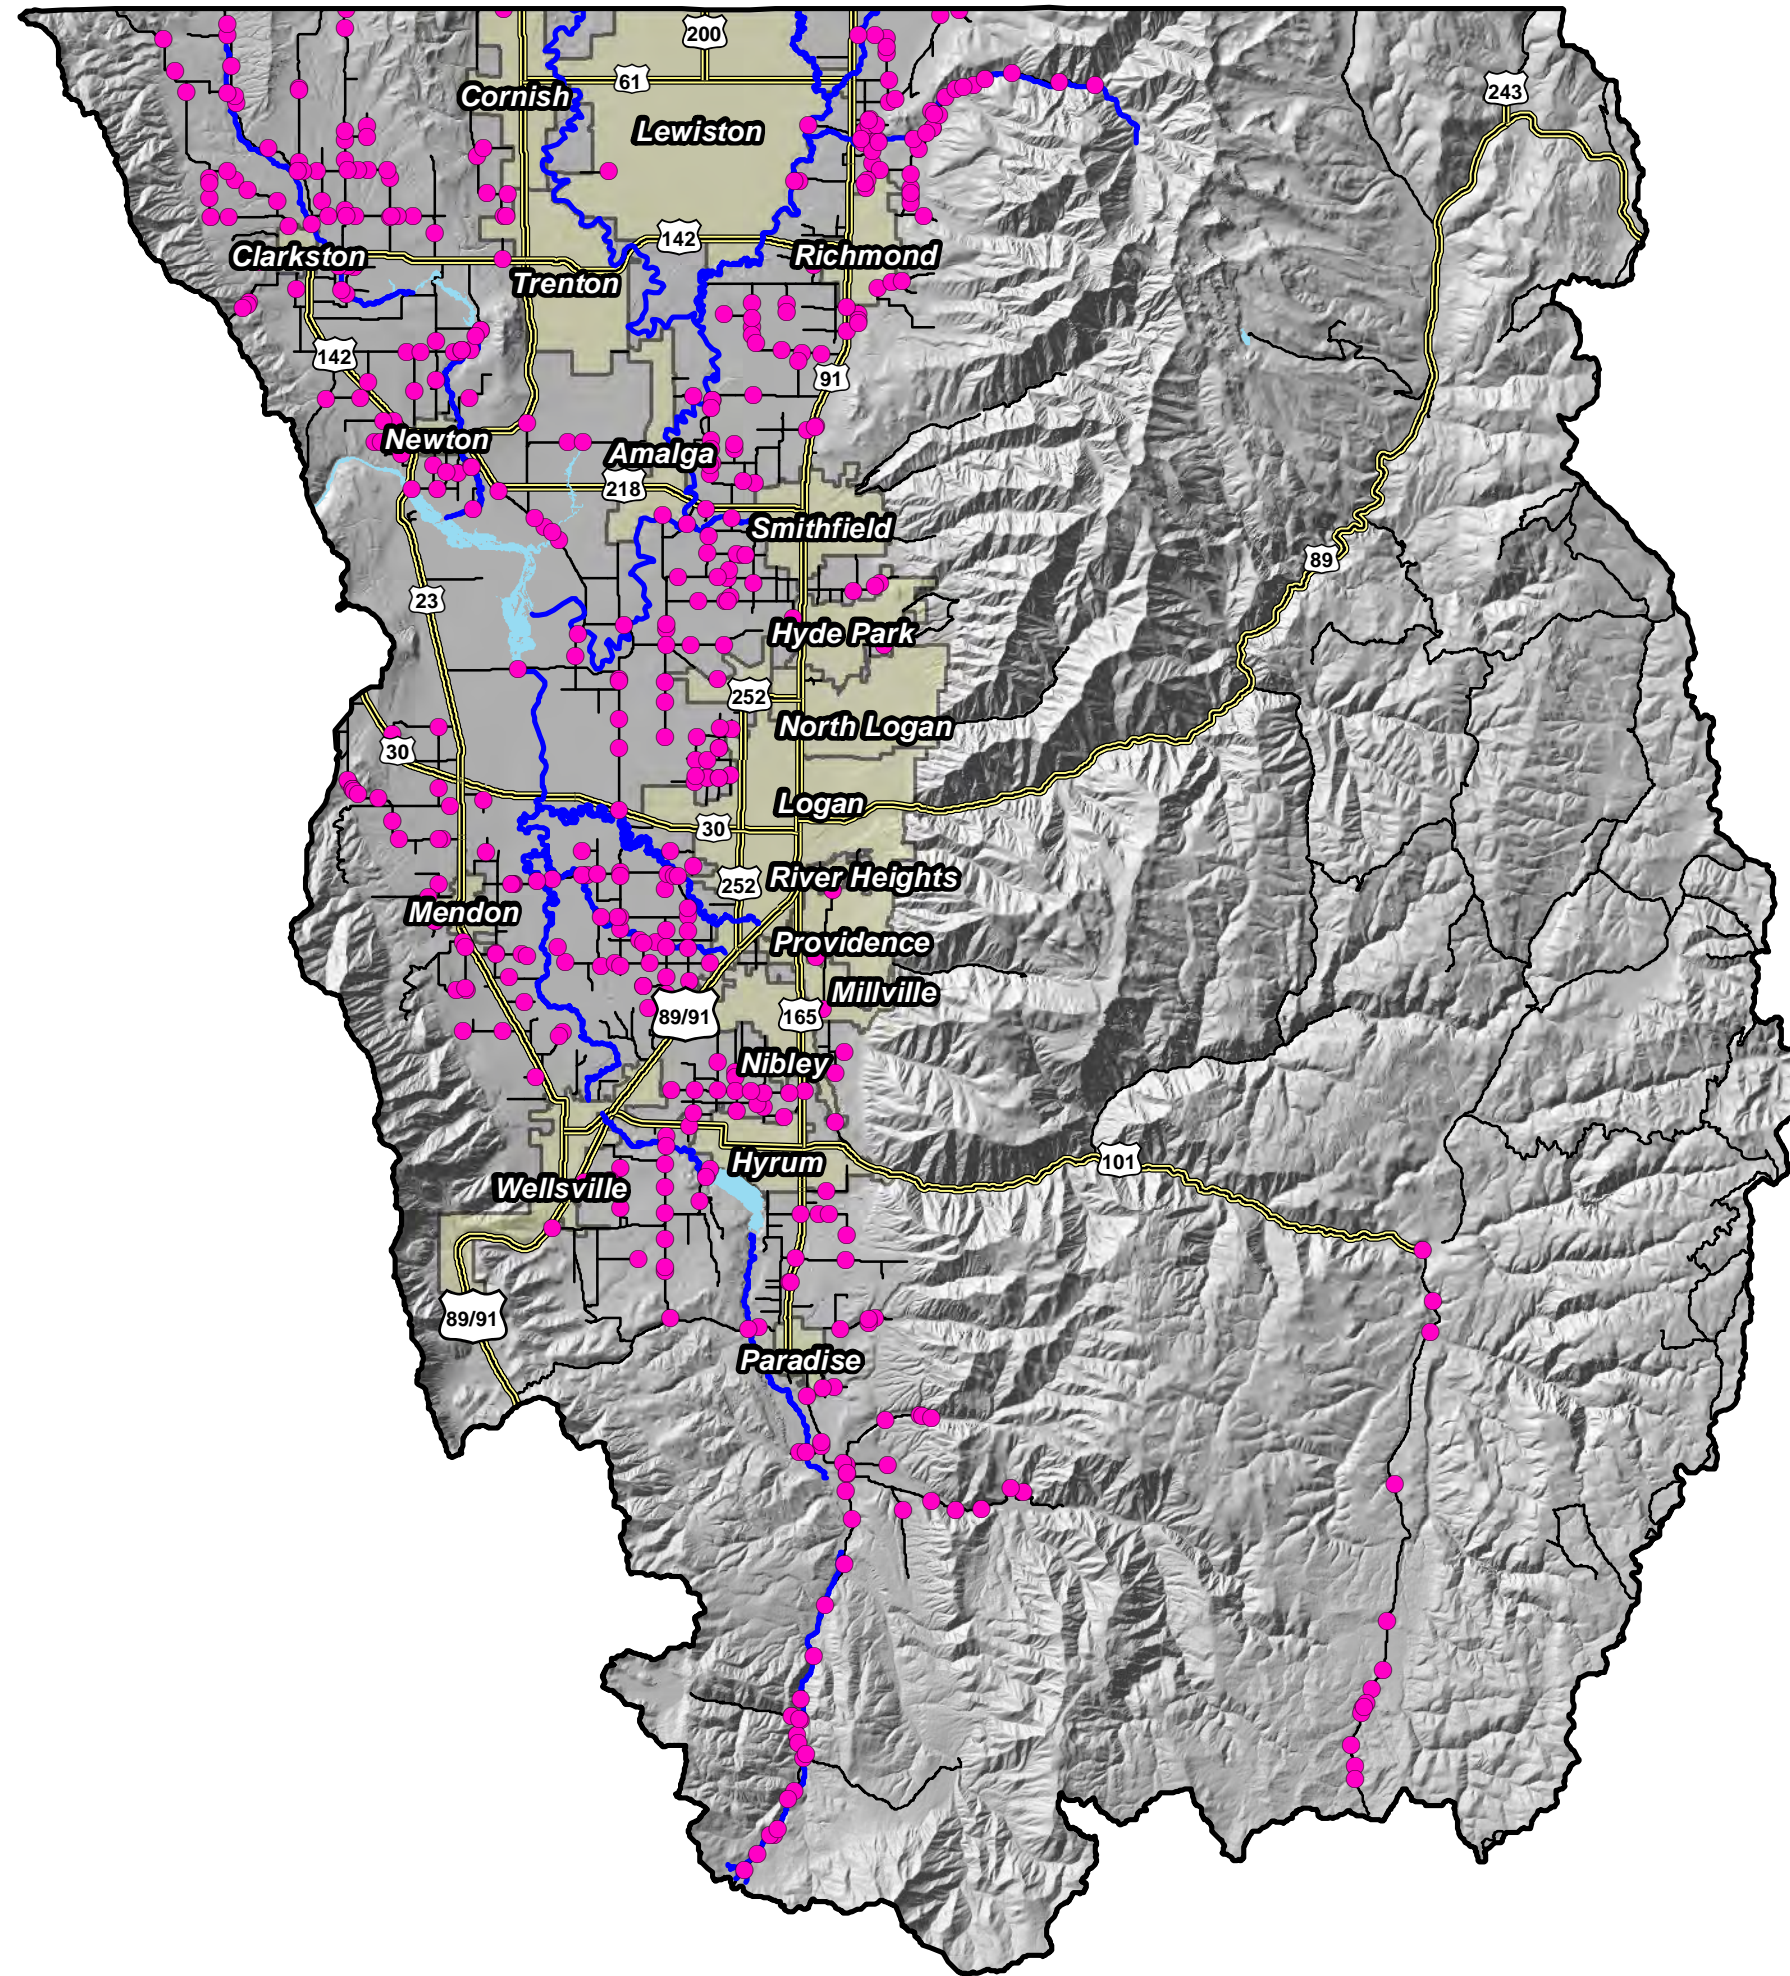 200
61
243
Cornish
Lewiston
142
Clarkston
Richmond
Trenton
142
91
Newton
Amalga
218
Smithfield
89
23
Hyde Park
252
North Logan
30
Logan
30
252
River Heights
Mendon
Providence
Millville
89/91
165
Nibley
Hyrum
101
Wellsville
89/91
Paradise